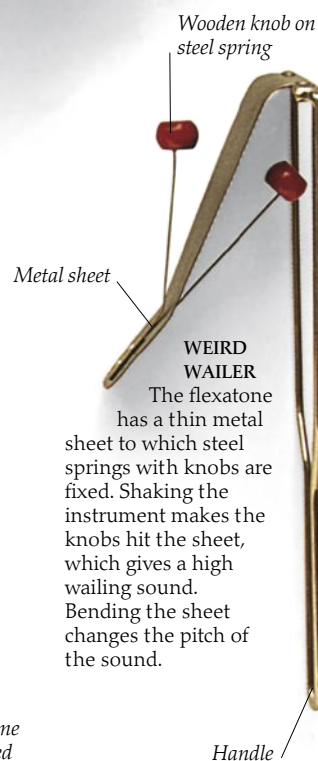 Wooden knob on
steel spring
Metal sheet
WEIRD
WAILER
The flexatone
has a thin metal
sheet to which steel
springs with knobs are
fixed. Shaking the
instrument makes the
knobs hit the sheet,
which gives a high
wailing sound.
Bending the sheet
changes the pitch of
the sound.
Handle